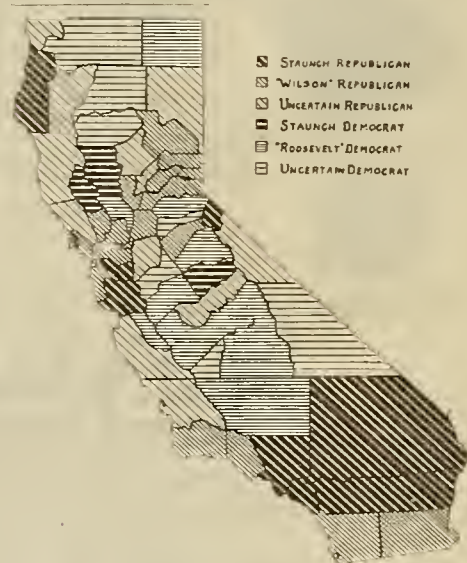 STAUNCH REPUBLICAN
"WILSON" REPUBLICAN
UNCERTAIN REPUBLICAN
STAUNCH DEMOCRAT
"ROOSEVELT" DEMOCRAT
UNCERTAIN DEMOCRAT